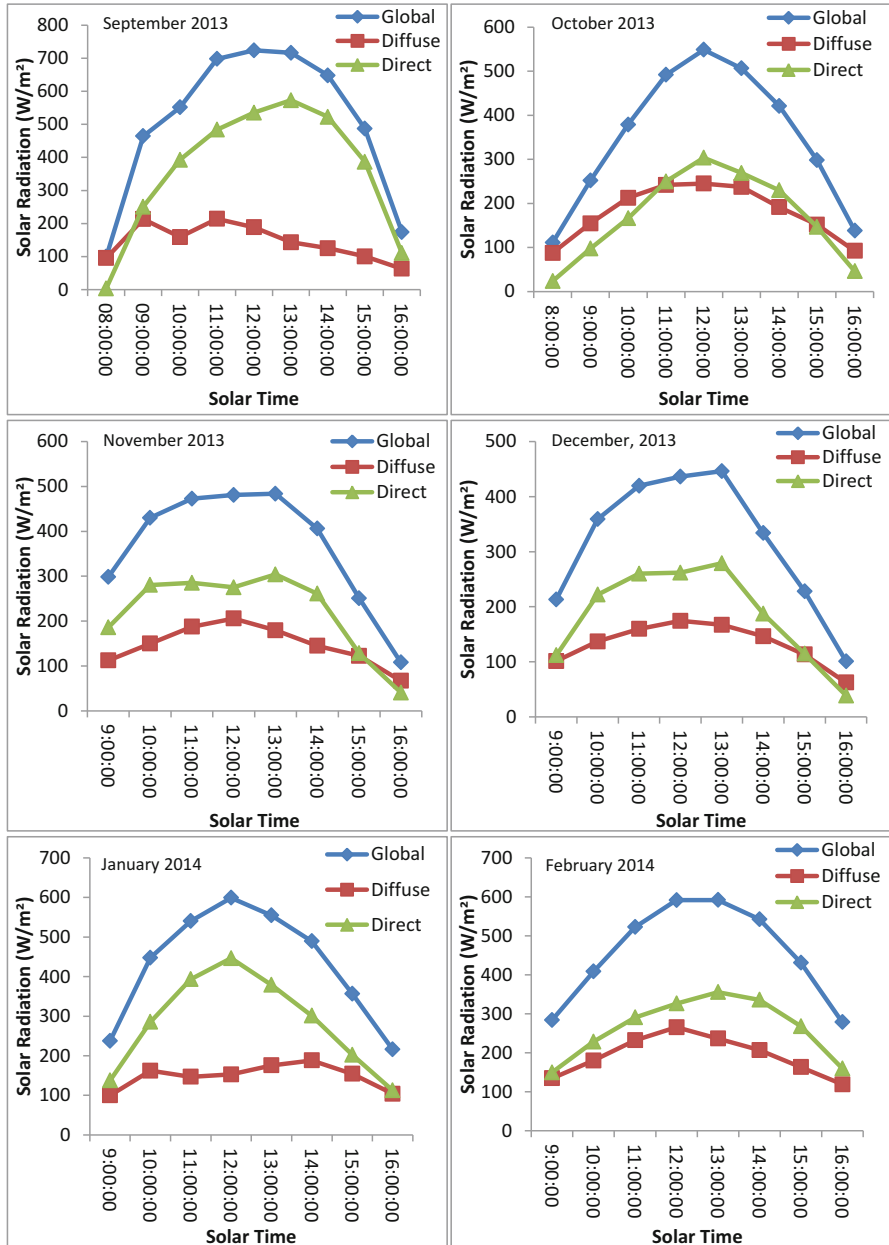 September 2013
Global
Diffuse
Direct
Solar Radiation (W/m²)
800
700
600
500
400
300
200
100
0
08:00:00
09:00:00
10:00:00
11:00:00
12:00:00
13:00:00
14:00:00
15:00:00
16:00:00
Solar Time
October 2013
Global
Diffuse
Direct
Solar Radiation (W/m²)
600
500
400
300
200
100
0
8:00:00
9:00:00
10:00:00
11:00:00
12:00:00
13:00:00
14:00:00
15:00:00
16:00:00
Solar Time
November 2013
Global
Diffuse
Direct
Solar Radiation (W/m²)
600
500
400
300
200
100
0
9:00:00
10:00:00
11:00:00
12:00:00
13:00:00
14:00:00
15:00:00
16:00:00
Solar Time
December, 2013
Global
Diffuse
Direct
Solar Radiation (W/m²)
500
400
300
200
100
0
9:00:00
10:00:00
11:00:00
12:00:00
13:00:00
14:00:00
15:00:00
16:00:00
Solar Time
January 2014
Global
Diffuse
Direct
Solar Radiation (W/m²)
700
600
500
400
300
200
100
0
9:00:00
10:00:00
11:00:00
12:00:00
13:00:00
14:00:00
15:00:00
16:00:00
Solar Time
February 2014
Global
Diffuse
Direct
Solar Radiation (W/m²)
700
600
500
400
300
200
100
0
9:00:00
10:00:00
11:00:00
12:00:00
13:00:00
14:00:00
15:00:00
16:00:00
Solar Time